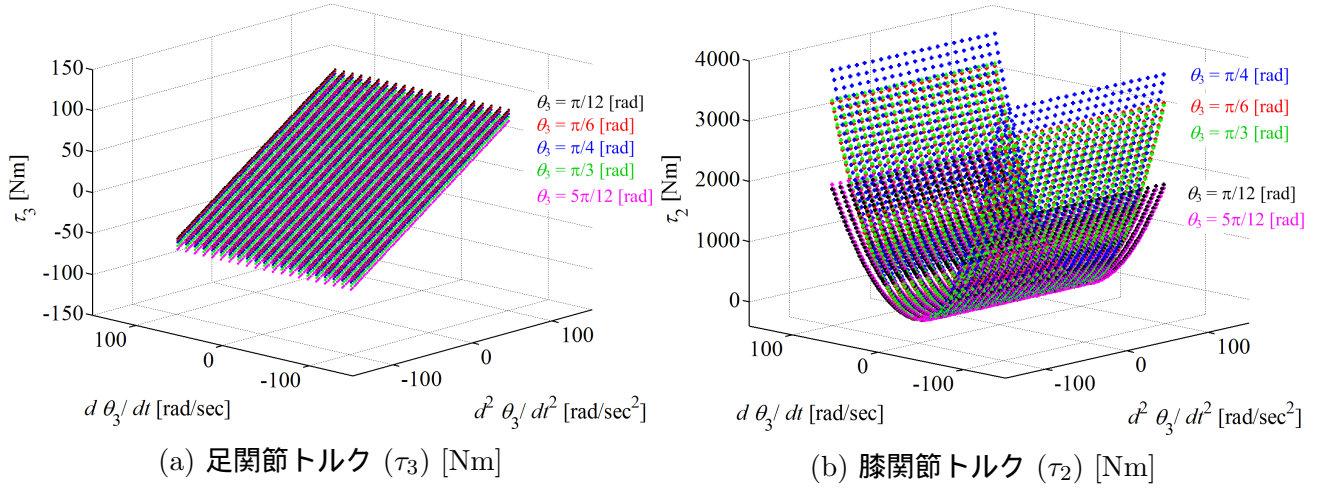 150
100
50
0
-50
-100
-150
τ3 [Nm]
100
0
-100
d θ3/ dt [rad/sec]
-100
0
100
d² θ3/ dt² [rad/sec²]
θ3 = π/12 [rad]
θ3 = π/6 [rad]
θ3 = π/4 [rad]
θ3 = π/3 [rad]
θ3 = 5π/12 [rad]
(a) 足関節トルク (τ3) [Nm]
4000
3000
2000
1000
0
τ2 [Nm]
100
0
-100
d θ3/ dt [rad/sec]
-100
0
100
d² θ3/ dt² [rad/sec²]
θ3 = π/4 [rad]
θ3 = π/6 [rad]
θ3 = π/3 [rad]
θ3 = π/12 [rad]
θ3 = 5π/12 [rad]
(b) 膝関節トルク (τ2) [Nm]